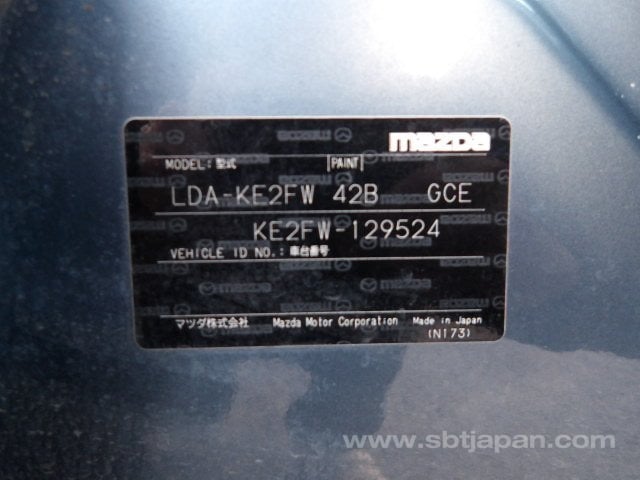 mazda
MODEL: 型式 [PAINT]
LDA-KE2FW 42B GCE
KE2FW-129524
VEHICLE ID NO.: 車台番号
マツダ株式会社 Mazda Motor Corporation Made in Japan
(N173)
www.sbtjapan.com